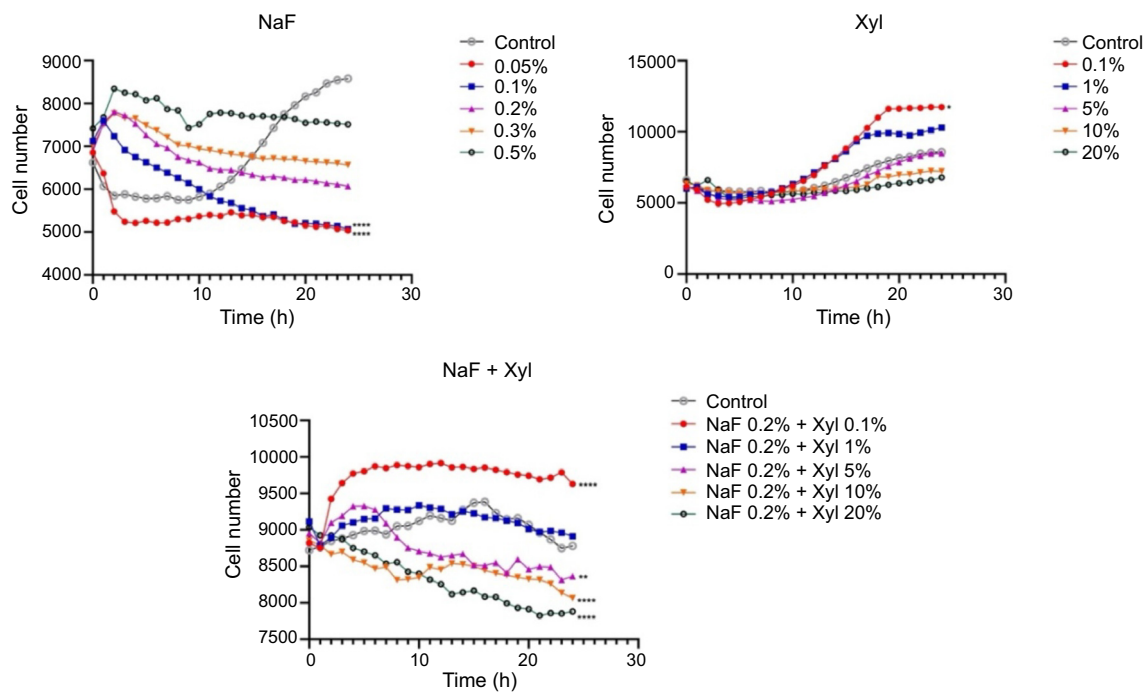 NaF
Control
0.05%
0.1%
0.2%
0.3%
0.5%
9000
8000
7000
6000
5000
4000
Cell number
****
****
0
10
20
30
Time (h)
Xyl
Control
0.1%
1%
5%
10%
20%
15000
10000
5000
0
Cell number
*
0
10
20
30
Time (h)
NaF + Xyl
Control
NaF 0.2% + Xyl 0.1%
NaF 0.2% + Xyl 1%
NaF 0.2% + Xyl 5%
NaF 0.2% + Xyl 10%
NaF 0.2% + Xyl 20%
10500
10000
9500
9000
8500
8000
7500
Cell number
****
**
****
****
0
10
20
30
Time (h)